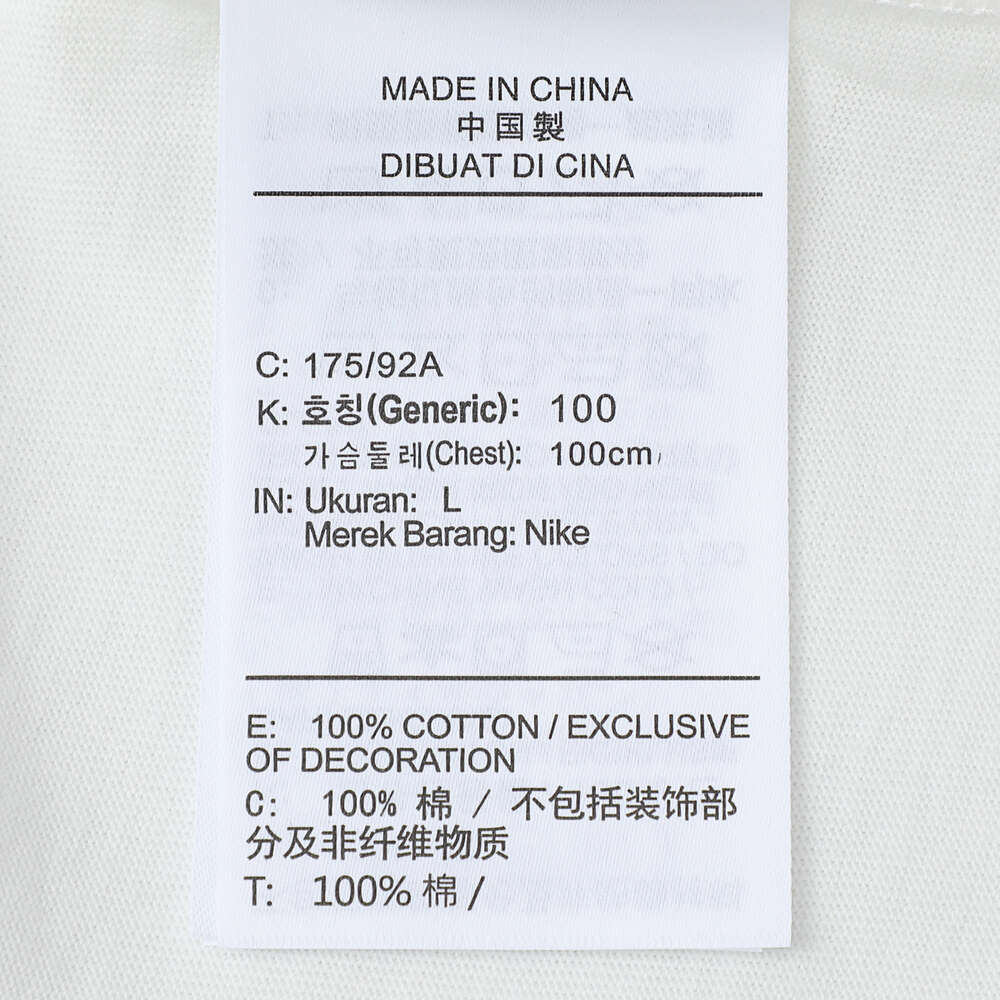 MADE IN CHINA
中国製
DIBUAT DI CINA
C: 175/92A
K: 호칭(Generic): 100
가슴둘레(Chest): 100cm
IN: Ukuran: L
Merek Barang: Nike
E: 100% COTTON / EXCLUSIVE
OF DECORATION
C: 100% 棉 / 不包括装饰部
分及非纤维物质
T: 100% 棉 /